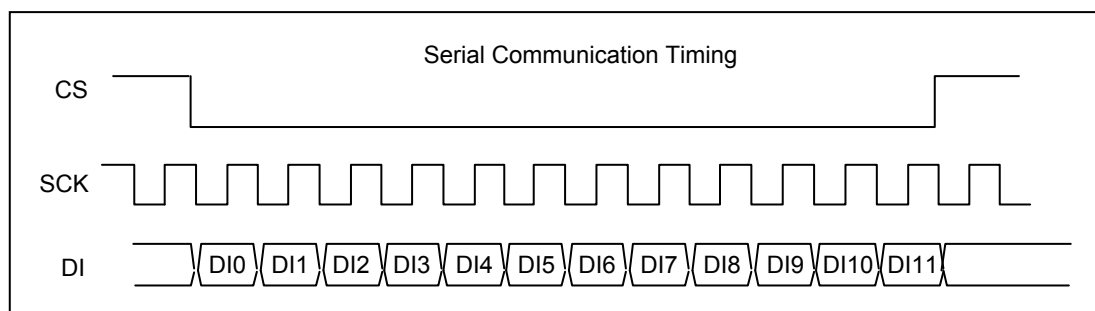 Serial Communication Timing
CS
SCK
DI DI0 DI1 DI2 DI3 DI4 DI5 DI6 DI7 DI8 DI9 DI10 DI11